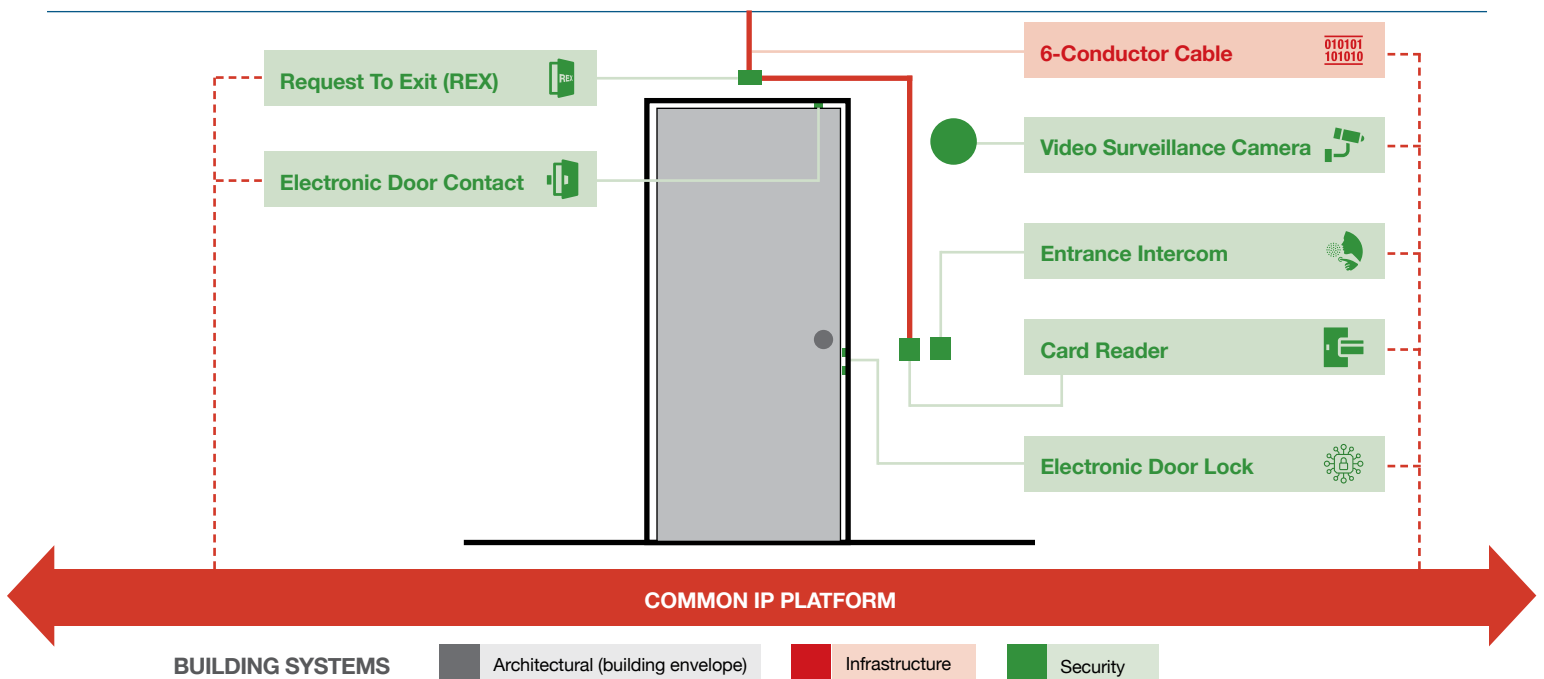 Request To Exit (REX)
REX
Electronic Door Contact
6-Conductor Cable
010101
101010
Video Surveillance Camera
Entrance Intercom
Card Reader
Electronic Door Lock
COMMON IP PLATFORM
BUILDING SYSTEMS
Architectural (building envelope)
Infrastructure
Security